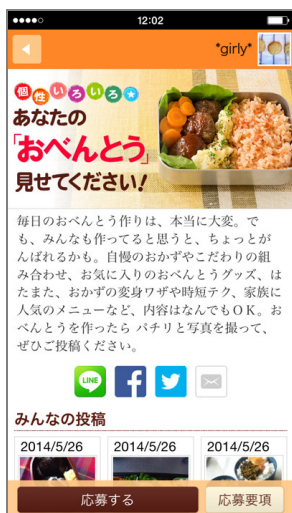 12:02
*girly*
個性いろいろ★
あなたの
「おべんとう」
見せてください!
毎日のおべんとう作りは、本当に大変。で
も、みんなも作ってると思うと、ちょっとが
んばれるかも。自慢のおかずやこだわりの組
み合わせ、お気に入りのおべんとうグッズ、は
たまた、おかずの変身ワザや時短テク、家族に
人気のメニューなど、内容はなんでもOK。お
べんとうを作ったら パチリと写真を撮って、
ぜひご投稿ください。
LINE
みんなの投稿
2014/5/26 2014/5/26 2014/5/26
応募する 応募要項